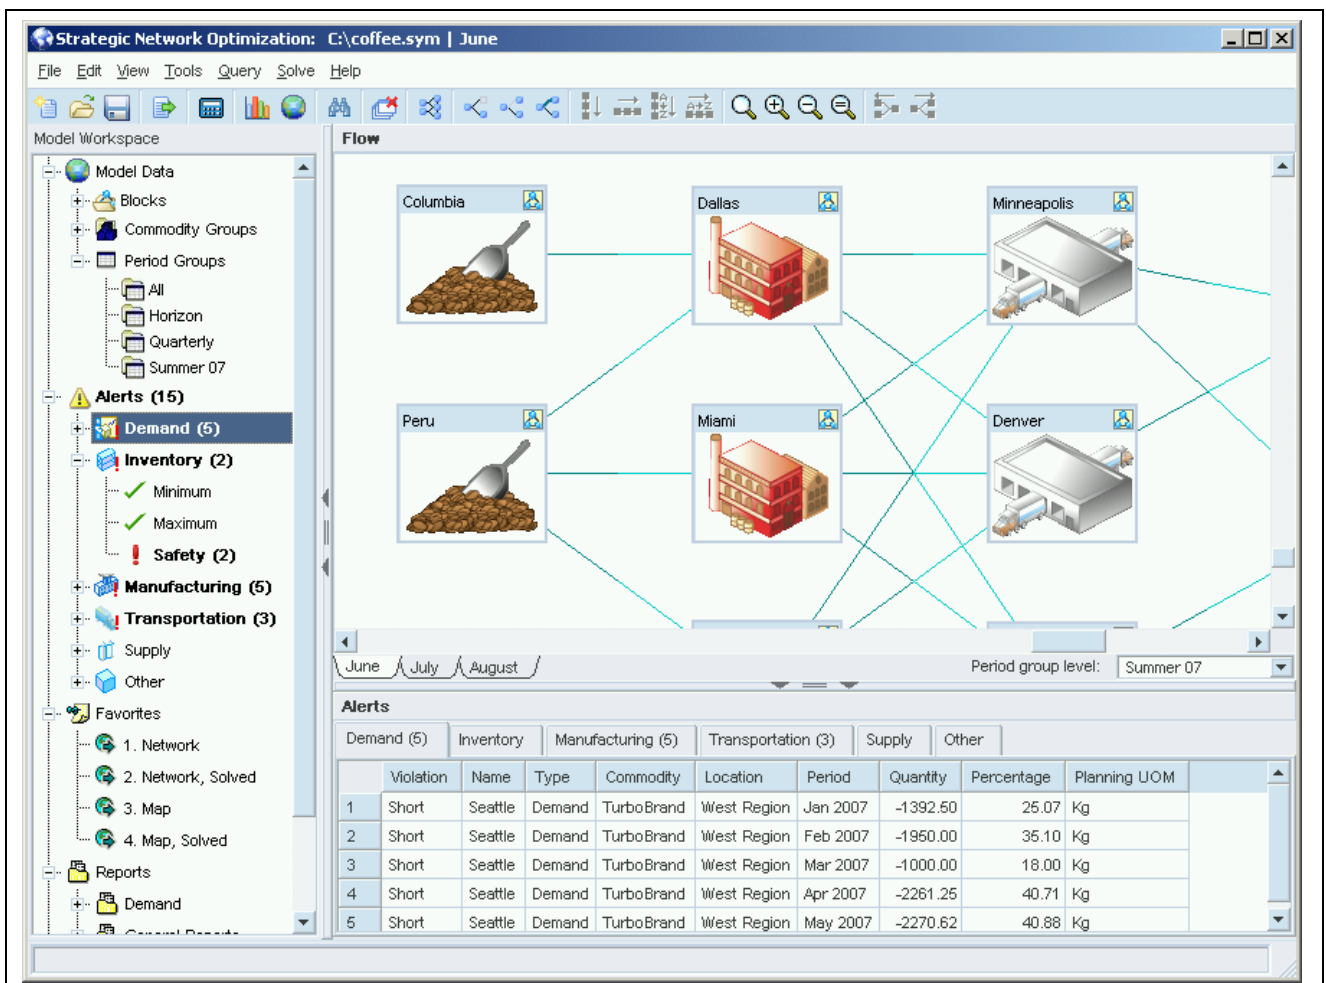 Strategic Network Optimization: C:\coffee.sym | June
File Edit View Tools Query Solve Help
Model Workspace
Model Data
Blocks
Commodity Groups
Period Groups
All
Horizon
Quarterly
Summer 07
Alerts (15)
Demand (5)
Inventory (2)
Minimum
Maximum
Safety (2)
Manufacturing (5)
Transportation (3)
Supply
Other
Favorites
1. Network
2. Network, Solved
3. Map
4. Map, Solved
Reports
Demand
General Reports
Flow
Columbia
Dallas
Minneapolis
Peru
Miami
Denver
June July August
Period group level: Summer 07
Alerts
Demand (5) Inventory Manufacturing (5) Transportation (3) Supply Other
Violation Name Type Commodity Location Period Quantity Percentage Planning UOM
1 Short Seattle Demand TurboBrand West Region Jan 2007 -1392.50 25.07 Kg
2 Short Seattle Demand TurboBrand West Region Feb 2007 -1950.00 35.10 Kg
3 Short Seattle Demand TurboBrand West Region Mar 2007 -1000.00 18.00 Kg
4 Short Seattle Demand TurboBrand West Region Apr 2007 -2261.25 40.71 Kg
5 Short Seattle Demand TurboBrand West Region May 2007 -2270.62 40.88 Kg